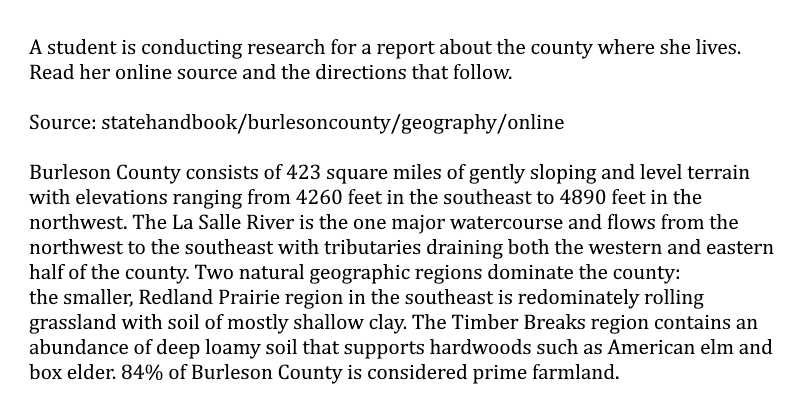 A student is conducting research for a report about the county where she lives.
Read her online source and the directions that follow.
Source: statehandbook/burlesoncounty/geography/online
Burleson County consists of 423 square miles of gently sloping and level terrain
with elevations ranging from 4260 feet in the southeast to 4890 feet in the
northwest. The La Salle River is the one major watercourse and flows from the
northwest to the southeast with tributaries draining both the western and eastern
half of the county. Two natural geographic regions dominate the county:
the smaller, Redland Prairie region in the southeast is redominately rolling
grassland with soil of mostly shallow clay. The Timber Breaks region contains an
abundance of deep loamy soil that supports hardwoods such as American elm and
box elder. 84% of Burleson County is considered prime farmland.